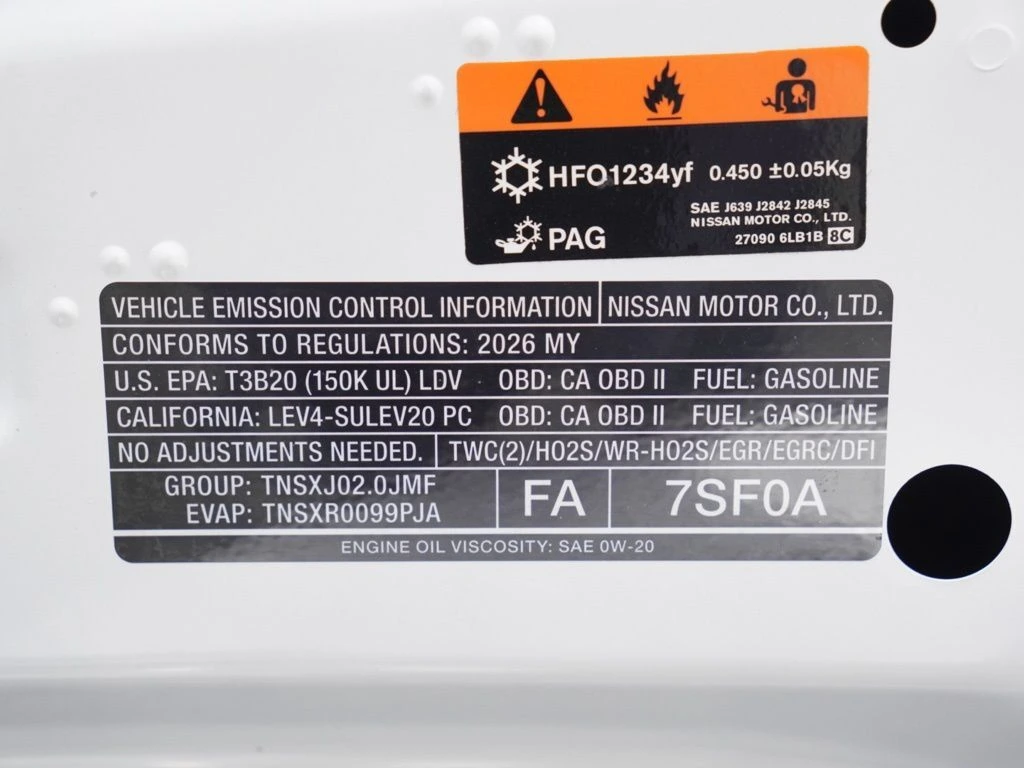 HFO1234yf 0.450 ±0.05Kg
SAE J639 J2842 J2845
NISSAN MOTOR CO., LTD.
PAG
27090 6LB1B 8C
VEHICLE EMISSION CONTROL INFORMATION NISSAN MOTOR CO., LTD.
CONFORMS TO REGULATIONS: 2026 MY
U.S. EPA: T3B20 (150K UL) LDV OBD: CA OBD II FUEL: GASOLINE
CALIFORNIA: LEV4-SULEV20 PC OBD: CA OBD II FUEL: GASOLINE
NO ADJUSTMENTS NEEDED. TWC(2)/HO2S/WR-HO2S/EGR/EGRC/DFI
GROUP: TNSXJ02.0JMF
EVAP: TNSXR0099PJA
FA
7SF0A
ENGINE OIL VISCOSITY: SAE 0W-20